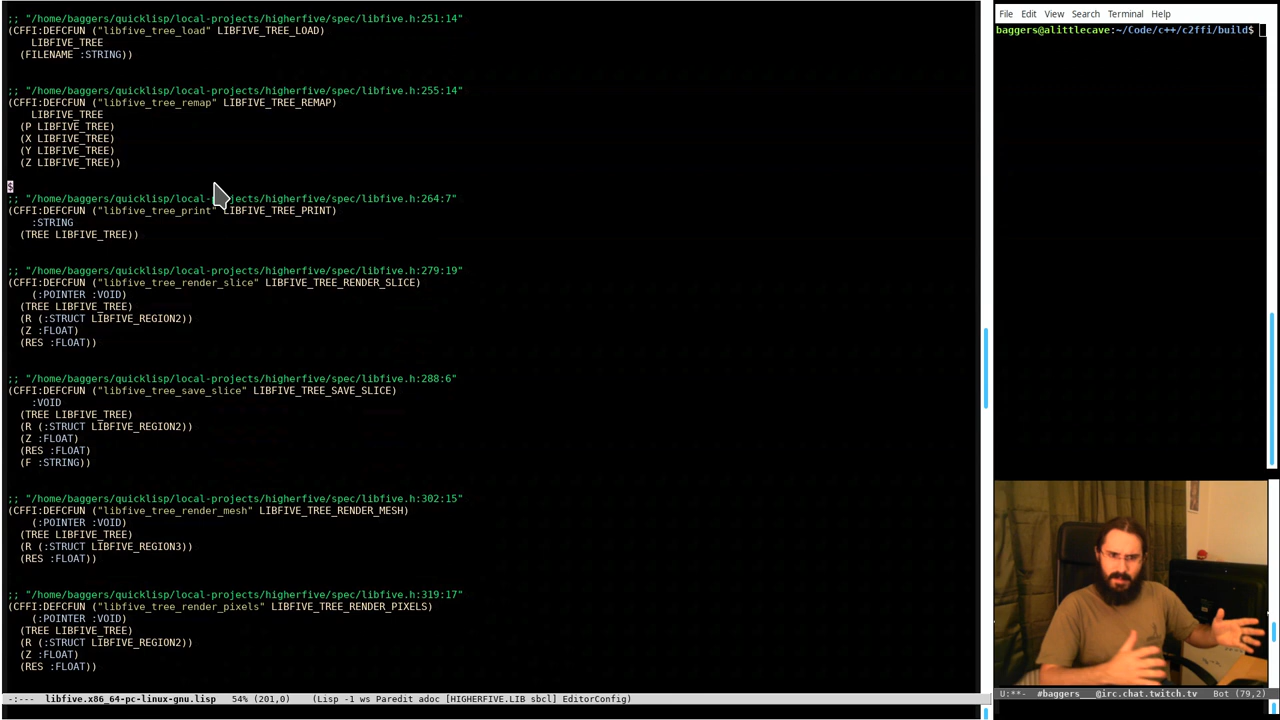 ;; "/home/baggers/quicklisp/local-projects/higherfive/spec/libfive.h:251:14"
(CFFI:DEFCFUN ("libfive_tree_load" LIBFIVE_TREE_LOAD)
LIBFIVE_TREE
(FILENAME :STRING))
;; "/home/baggers/quicklisp/local-projects/higherfive/spec/libfive.h:255:14"
(CFFI:DEFCFUN ("libfive_tree_remap" LIBFIVE_TREE_REMAP)
LIBFIVE_TREE
(P LIBFIVE_TREE)
(X LIBFIVE_TREE)
(Y LIBFIVE_TREE)
(Z LIBFIVE_TREE))
$
;; "/home/baggers/quicklisp/local-projects/higherfive/spec/libfive.h:264:7"
(CFFI:DEFCFUN ("libfive_tree_print" LIBFIVE_TREE_PRINT)
:STRING
(TREE LIBFIVE_TREE))
;; "/home/baggers/quicklisp/local-projects/higherfive/spec/libfive.h:279:19"
(CFFI:DEFCFUN ("libfive_tree_render_slice" LIBFIVE_TREE_RENDER_SLICE)
(:POINTER :VOID)
(TREE LIBFIVE_TREE)
(R (:STRUCT LIBFIVE_REGION2))
(Z :FLOAT)
(RES :FLOAT))
;; "/home/baggers/quicklisp/local-projects/higherfive/spec/libfive.h:288:6"
(CFFI:DEFCFUN ("libfive_tree_save_slice" LIBFIVE_TREE_SAVE_SLICE)
:VOID
(TREE LIBFIVE_TREE)
(R (:STRUCT LIBFIVE_REGION2))
(Z :FLOAT)
(RES :FLOAT)
(F :STRING))
;; "/home/baggers/quicklisp/local-projects/higherfive/spec/libfive.h:302:15"
(CFFI:DEFCFUN ("libfive_tree_render_mesh" LIBFIVE_TREE_RENDER_MESH)
(:POINTER :VOID)
(TREE LIBFIVE_TREE)
(R (:STRUCT LIBFIVE_REGION3))
(RES :FLOAT))
;; "/home/baggers/quicklisp/local-projects/higherfive/spec/libfive.h:319:17"
(CFFI:DEFCFUN ("libfive_tree_render_pixels" LIBFIVE_TREE_RENDER_PIXELS)
(:POINTER :VOID)
(TREE LIBFIVE_TREE)
(R (:STRUCT LIBFIVE_REGION2))
(Z :FLOAT)
(RES :FLOAT))
-:--- libfive.x86_64-pc-linux-gnu.lisp 54% (201,0) (Lisp -1 ws Paredit adoc [HIGHERFIVE.LIB sbcl] EditorConfig)
File Edit View Search Terminal Help
baggers@alittlecave:~/Code/c++/c2ffi/build$
U:**- #baggers___@irc.chat.twitch.tv Bot (79,2)